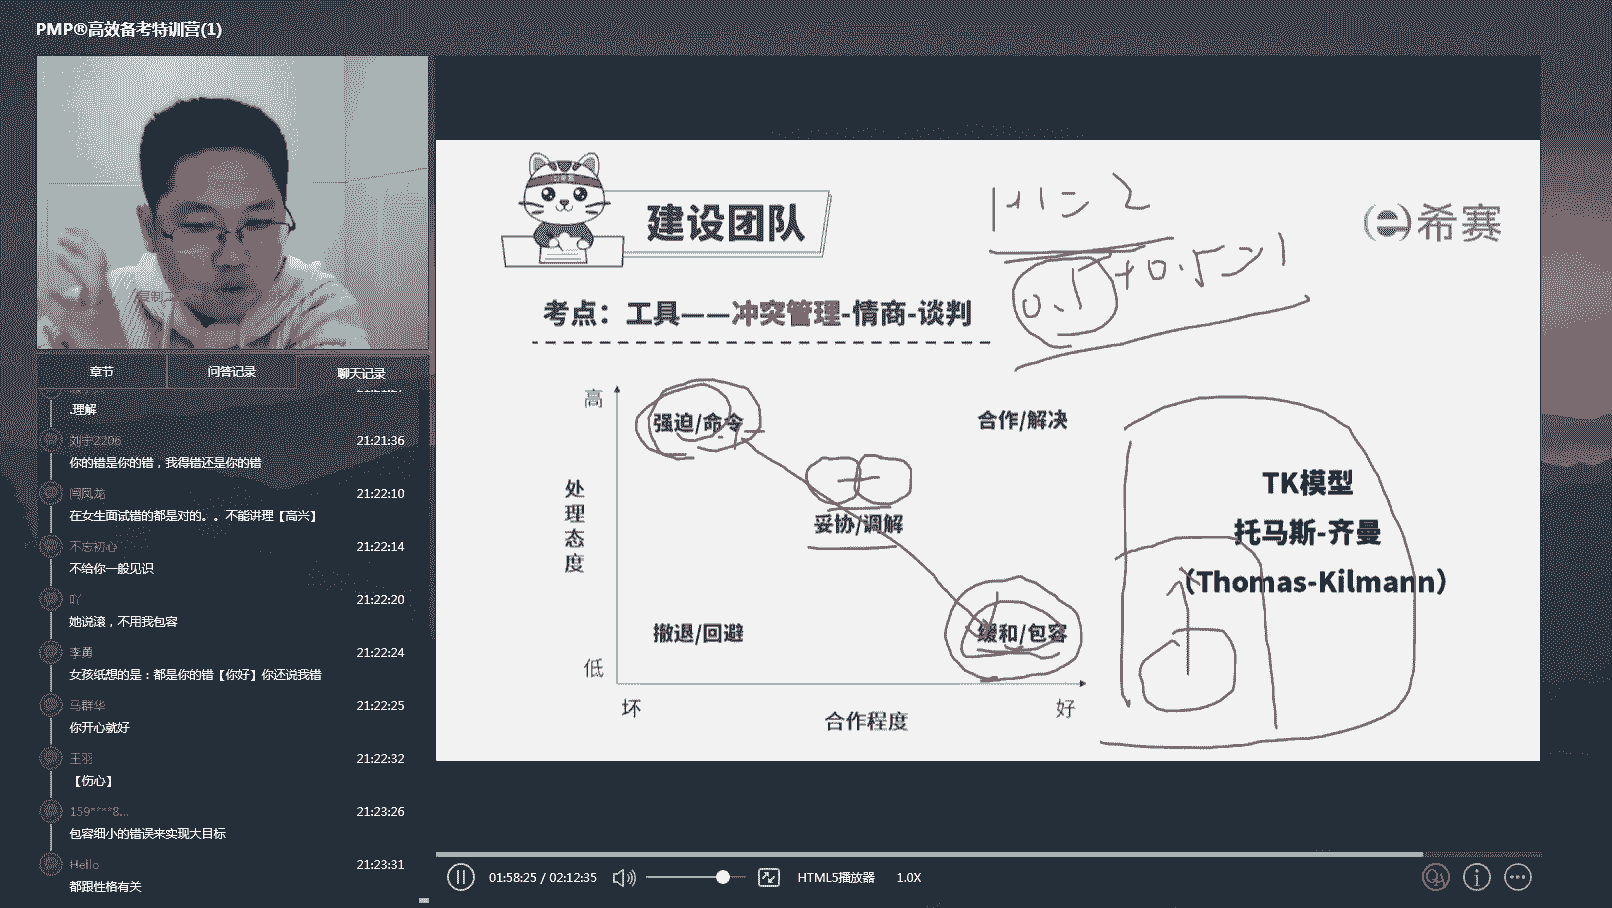 PMP®高效备考特训营(1)
章节
问答记录
聊天记录
.理解
刘宇2206
21:21:36
你的错是你的错，我得错还是你的错
闫凤龙
21:22:10
在女生面试错的都是对的。。不能讲理【高兴】
不忘初心
21:22:14
不给你一般见识
吖
21:22:20
她说滚，不用我包容
李勇
21:22:24
女孩纸想的是：都是你的错【你好】你还说我错
马群华
21:22:25
你开心就好
王羽
21:22:32
【伤心】
159****8...
21:23:26
包容细小的错误来实现大目标
Hello
21:23:31
都跟性格有关
建设团队
希赛
1+1=2
0.5+0.5>1
考点：工具——冲突管理-情商-谈判
高
强迫/命令
合作/解决
处理态度
妥协/调解
撤退/回避
缓和/包容
低
坏
合作程度
好
TK模型
托马斯-齐曼
（Thomas-Kilmann）
01:58:25 / 02:12:35
HTML5播放器
1.0X